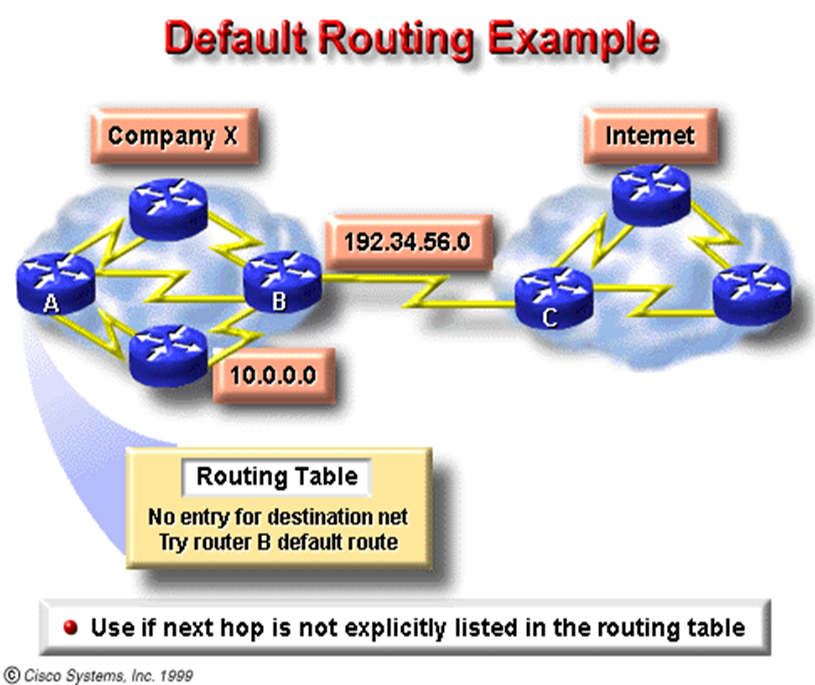 Default Routing Example
Company X
Internet
192.34.56.0
A
B
C
10.0.0.0
Routing Table
No entry for destination net
Try router B default route
Use if next hop is not explicitly listed in the routing table
© Cisco Systems, Inc. 1999